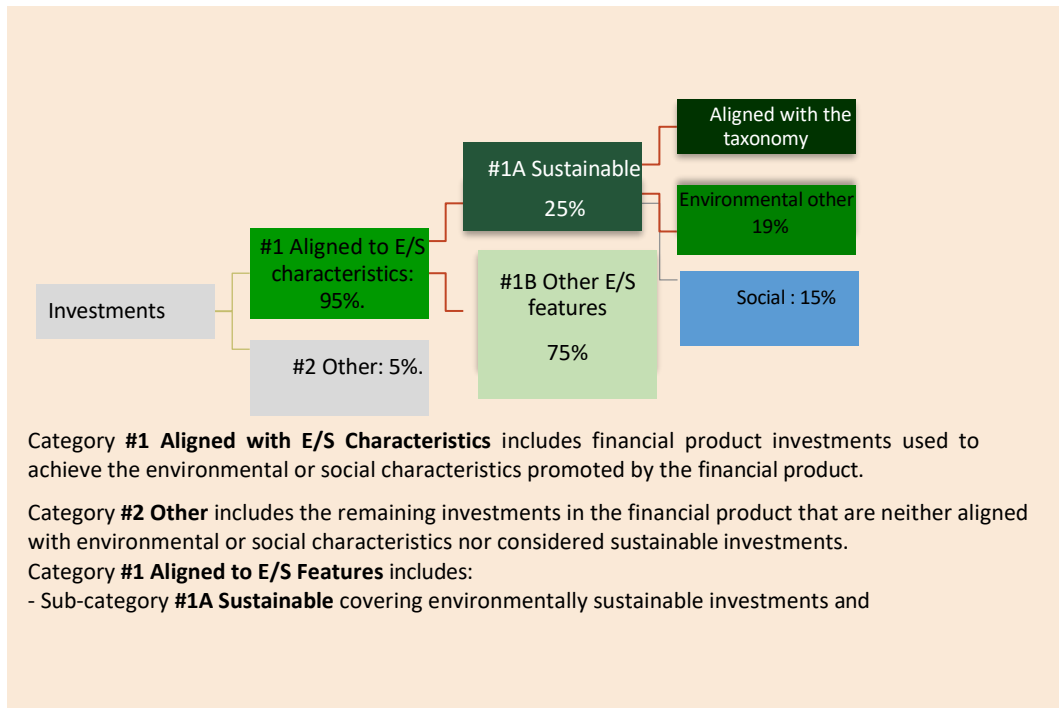 Aligned with the
taxonomy
#1A Sustainable
25%
Environmental other
19%
#1 Aligned to E/S
characteristics:
95%.
#1B Other E/S
features
75%
Social : 15%
Investments
#2 Other: 5%.
Category #1 Aligned with E/S Characteristics includes financial product investments used to
achieve the environmental or social characteristics promoted by the financial product.
Category #2 Other includes the remaining investments in the financial product that are neither aligned
with environmental or social characteristics nor considered sustainable investments.
Category #1 Aligned to E/S Features includes:
- Sub-category #1A Sustainable covering environmentally sustainable investments and